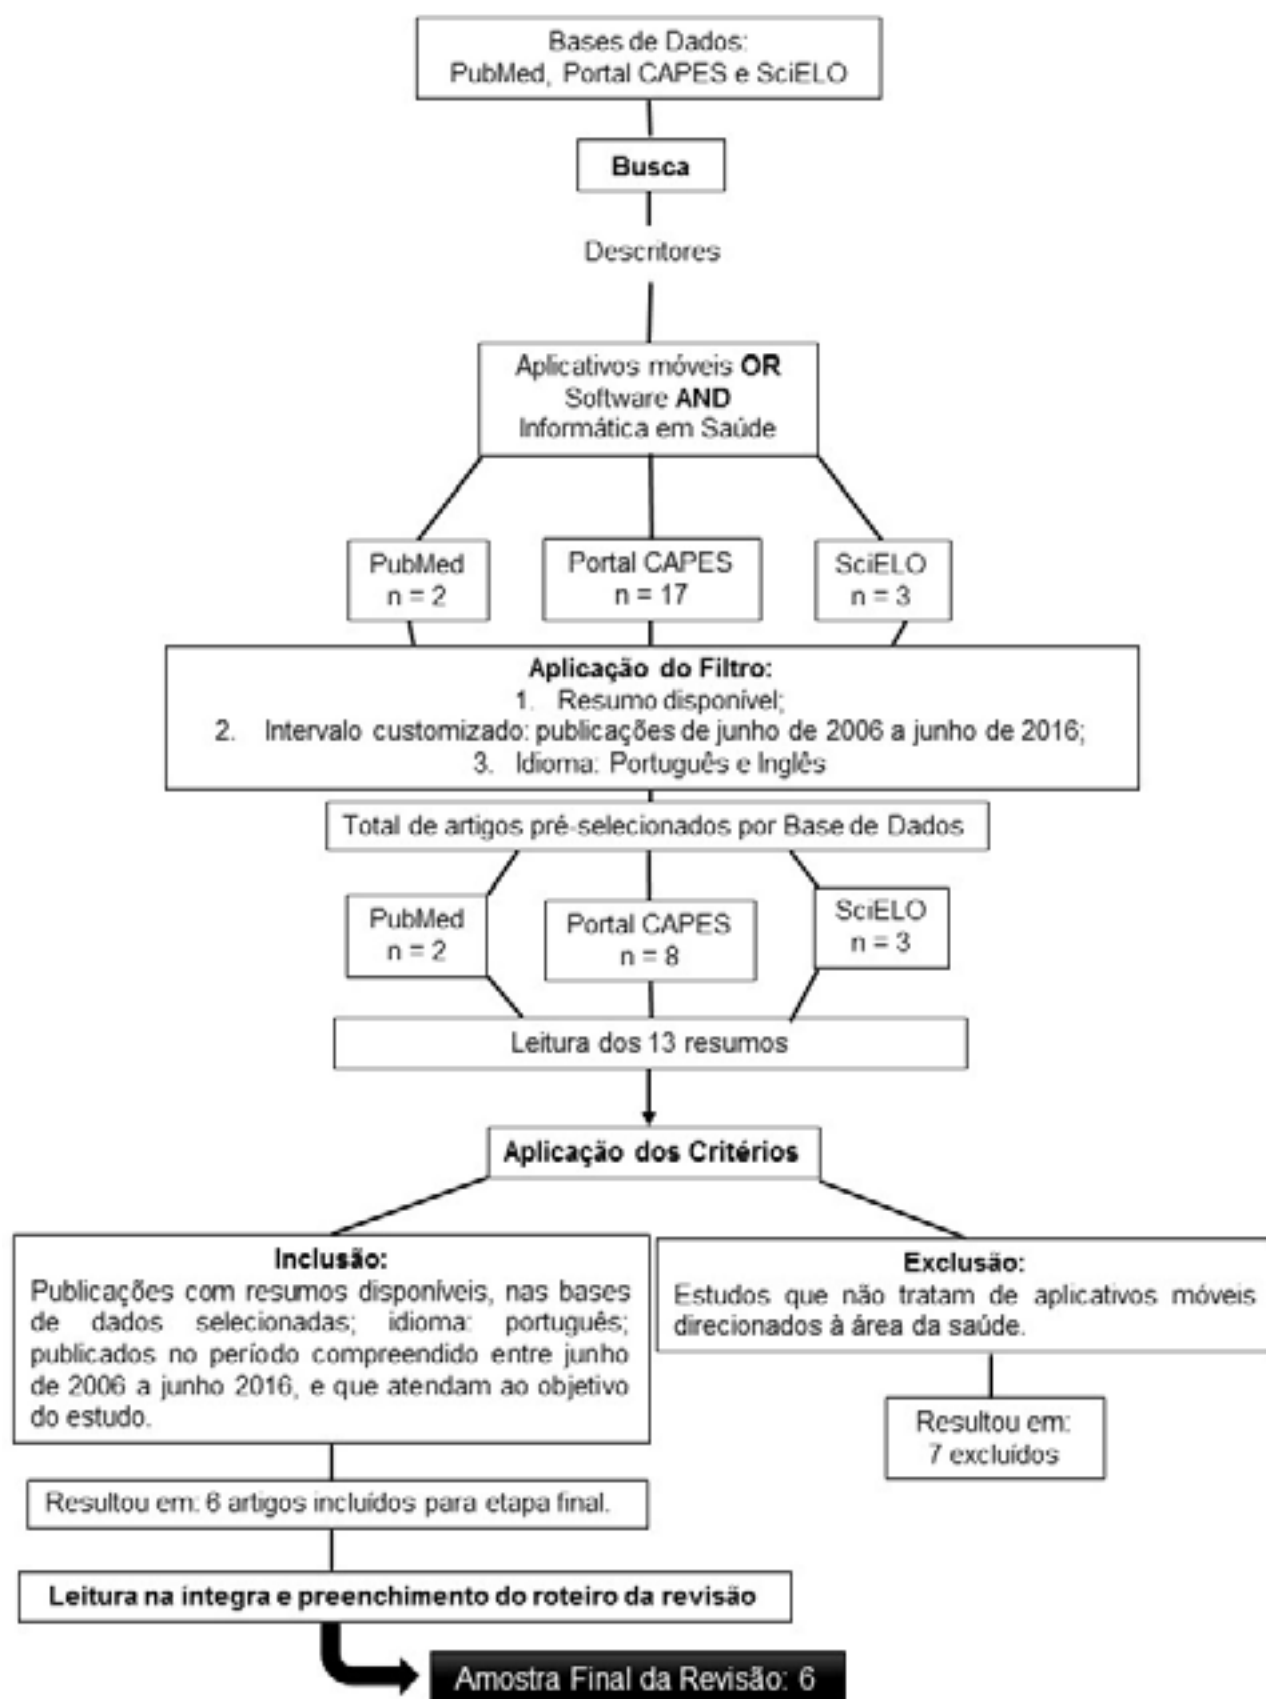 Bases de Dados:
PubMed, Portal CAPES e SciELO
Busca
Descritores
Aplicativos móveis OR
Software AND
Informática em Saúde
PubMed
n = 2
Portal CAPES
n = 17
SciELO
n = 3
Aplicação do Filtro:
1. Resumo disponível;
2. Intervalo customizado: publicações de junho de 2006 a junho de 2016;
3. Idioma: Português e Inglês
Total de artigos pré-selecionados por Base de Dados
PubMed
n = 2
Portal CAPES
n = 8
SciELO
n = 3
Leitura dos 13 resumos
Aplicação dos Critérios
Inclusão:
Publicações com resumos disponíveis, nas bases
de dados selecionadas; idioma: português;
publicados no período compreendido entre junho
de 2006 a junho 2016, e que atendam ao objetivo
do estudo.
Exclusão:
Estudos que não tratam de aplicativos móveis
direcionados à área da saúde.
Resultou em:
7 excluídos
Resultou em: 6 artigos incluídos para etapa final.
Leitura na íntegra e preenchimento do roteiro da revisão
Amostra Final da Revisão: 6